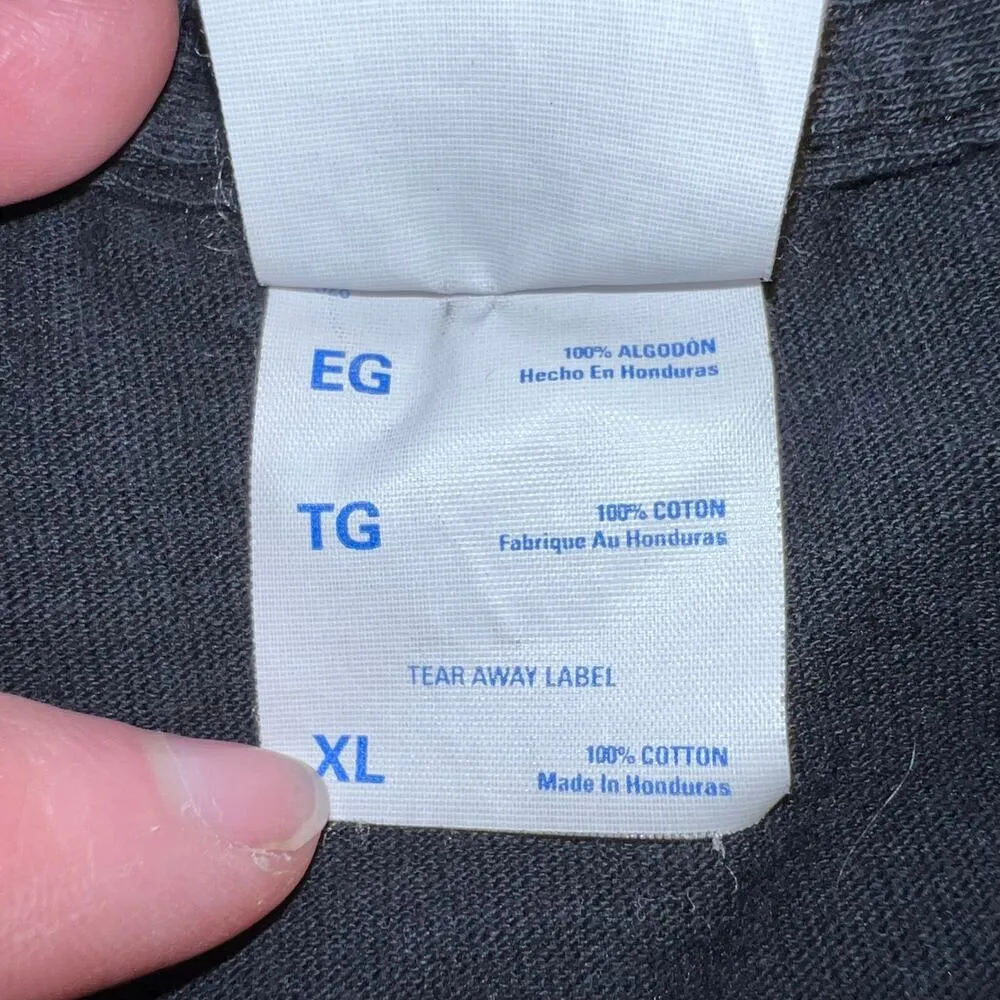 EG
100% ALGODÓN
Hecho En Honduras
TG
100% COTON
Fabrique Au Honduras
TEAR AWAY LABEL
XL
100% COTTON
Made In Honduras